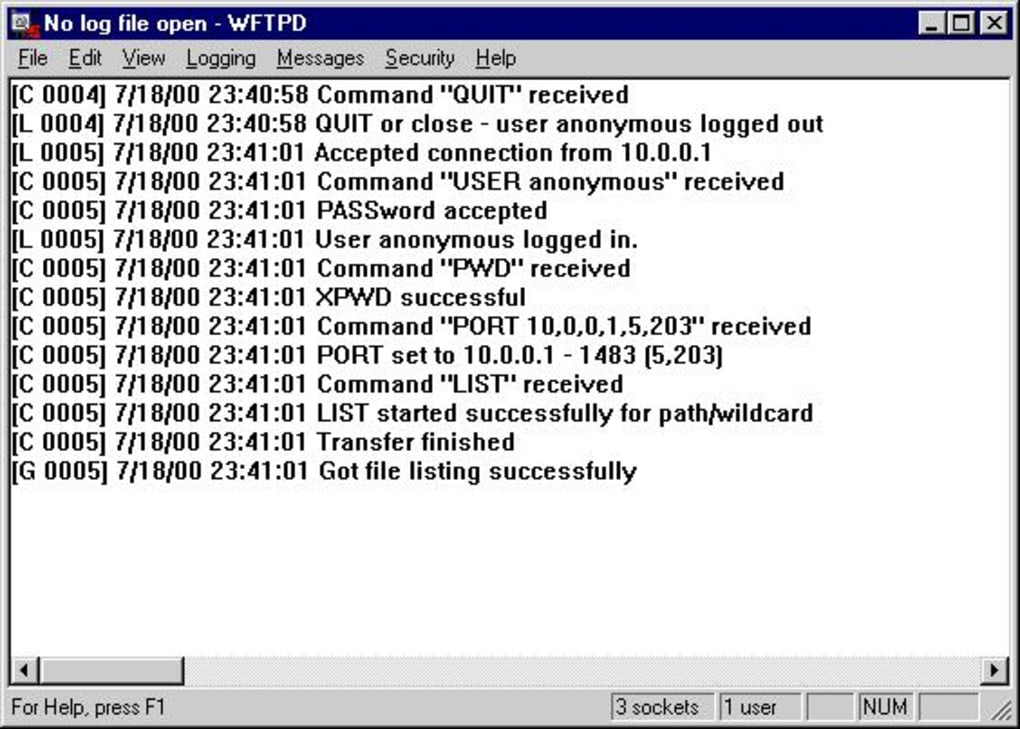 No log file open - WFTPD
File Edit View Logging Messages Security Help
[C 0004] 7/18/00 23:40:58 Command "QUIT" received
[L 0004] 7/18/00 23:40:58 QUIT or close - user anonymous logged out
[L 0005] 7/18/00 23:41:01 Accepted connection from 10.0.0.1
[C 0005] 7/18/00 23:41:01 Command "USER anonymous" received
[C 0005] 7/18/00 23:41:01 PASSword accepted
[L 0005] 7/18/00 23:41:01 User anonymous logged in.
[C 0005] 7/18/00 23:41:01 Command "PWD" received
[C 0005] 7/18/00 23:41:01 XPWD successful
[C 0005] 7/18/00 23:41:01 Command "PORT 10,0,0,1,5,203" received
[C 0005] 7/18/00 23:41:01 PORT set to 10.0.0.1 - 1483 (5,203)
[C 0005] 7/18/00 23:41:01 Command "LIST" received
[C 0005] 7/18/00 23:41:01 LIST started successfully for path/wildcard
[C 0005] 7/18/00 23:41:01 Transfer finished
[G 0005] 7/18/00 23:41:01 Got file listing successfully
For Help, press F1 3 sockets 1 user NUM